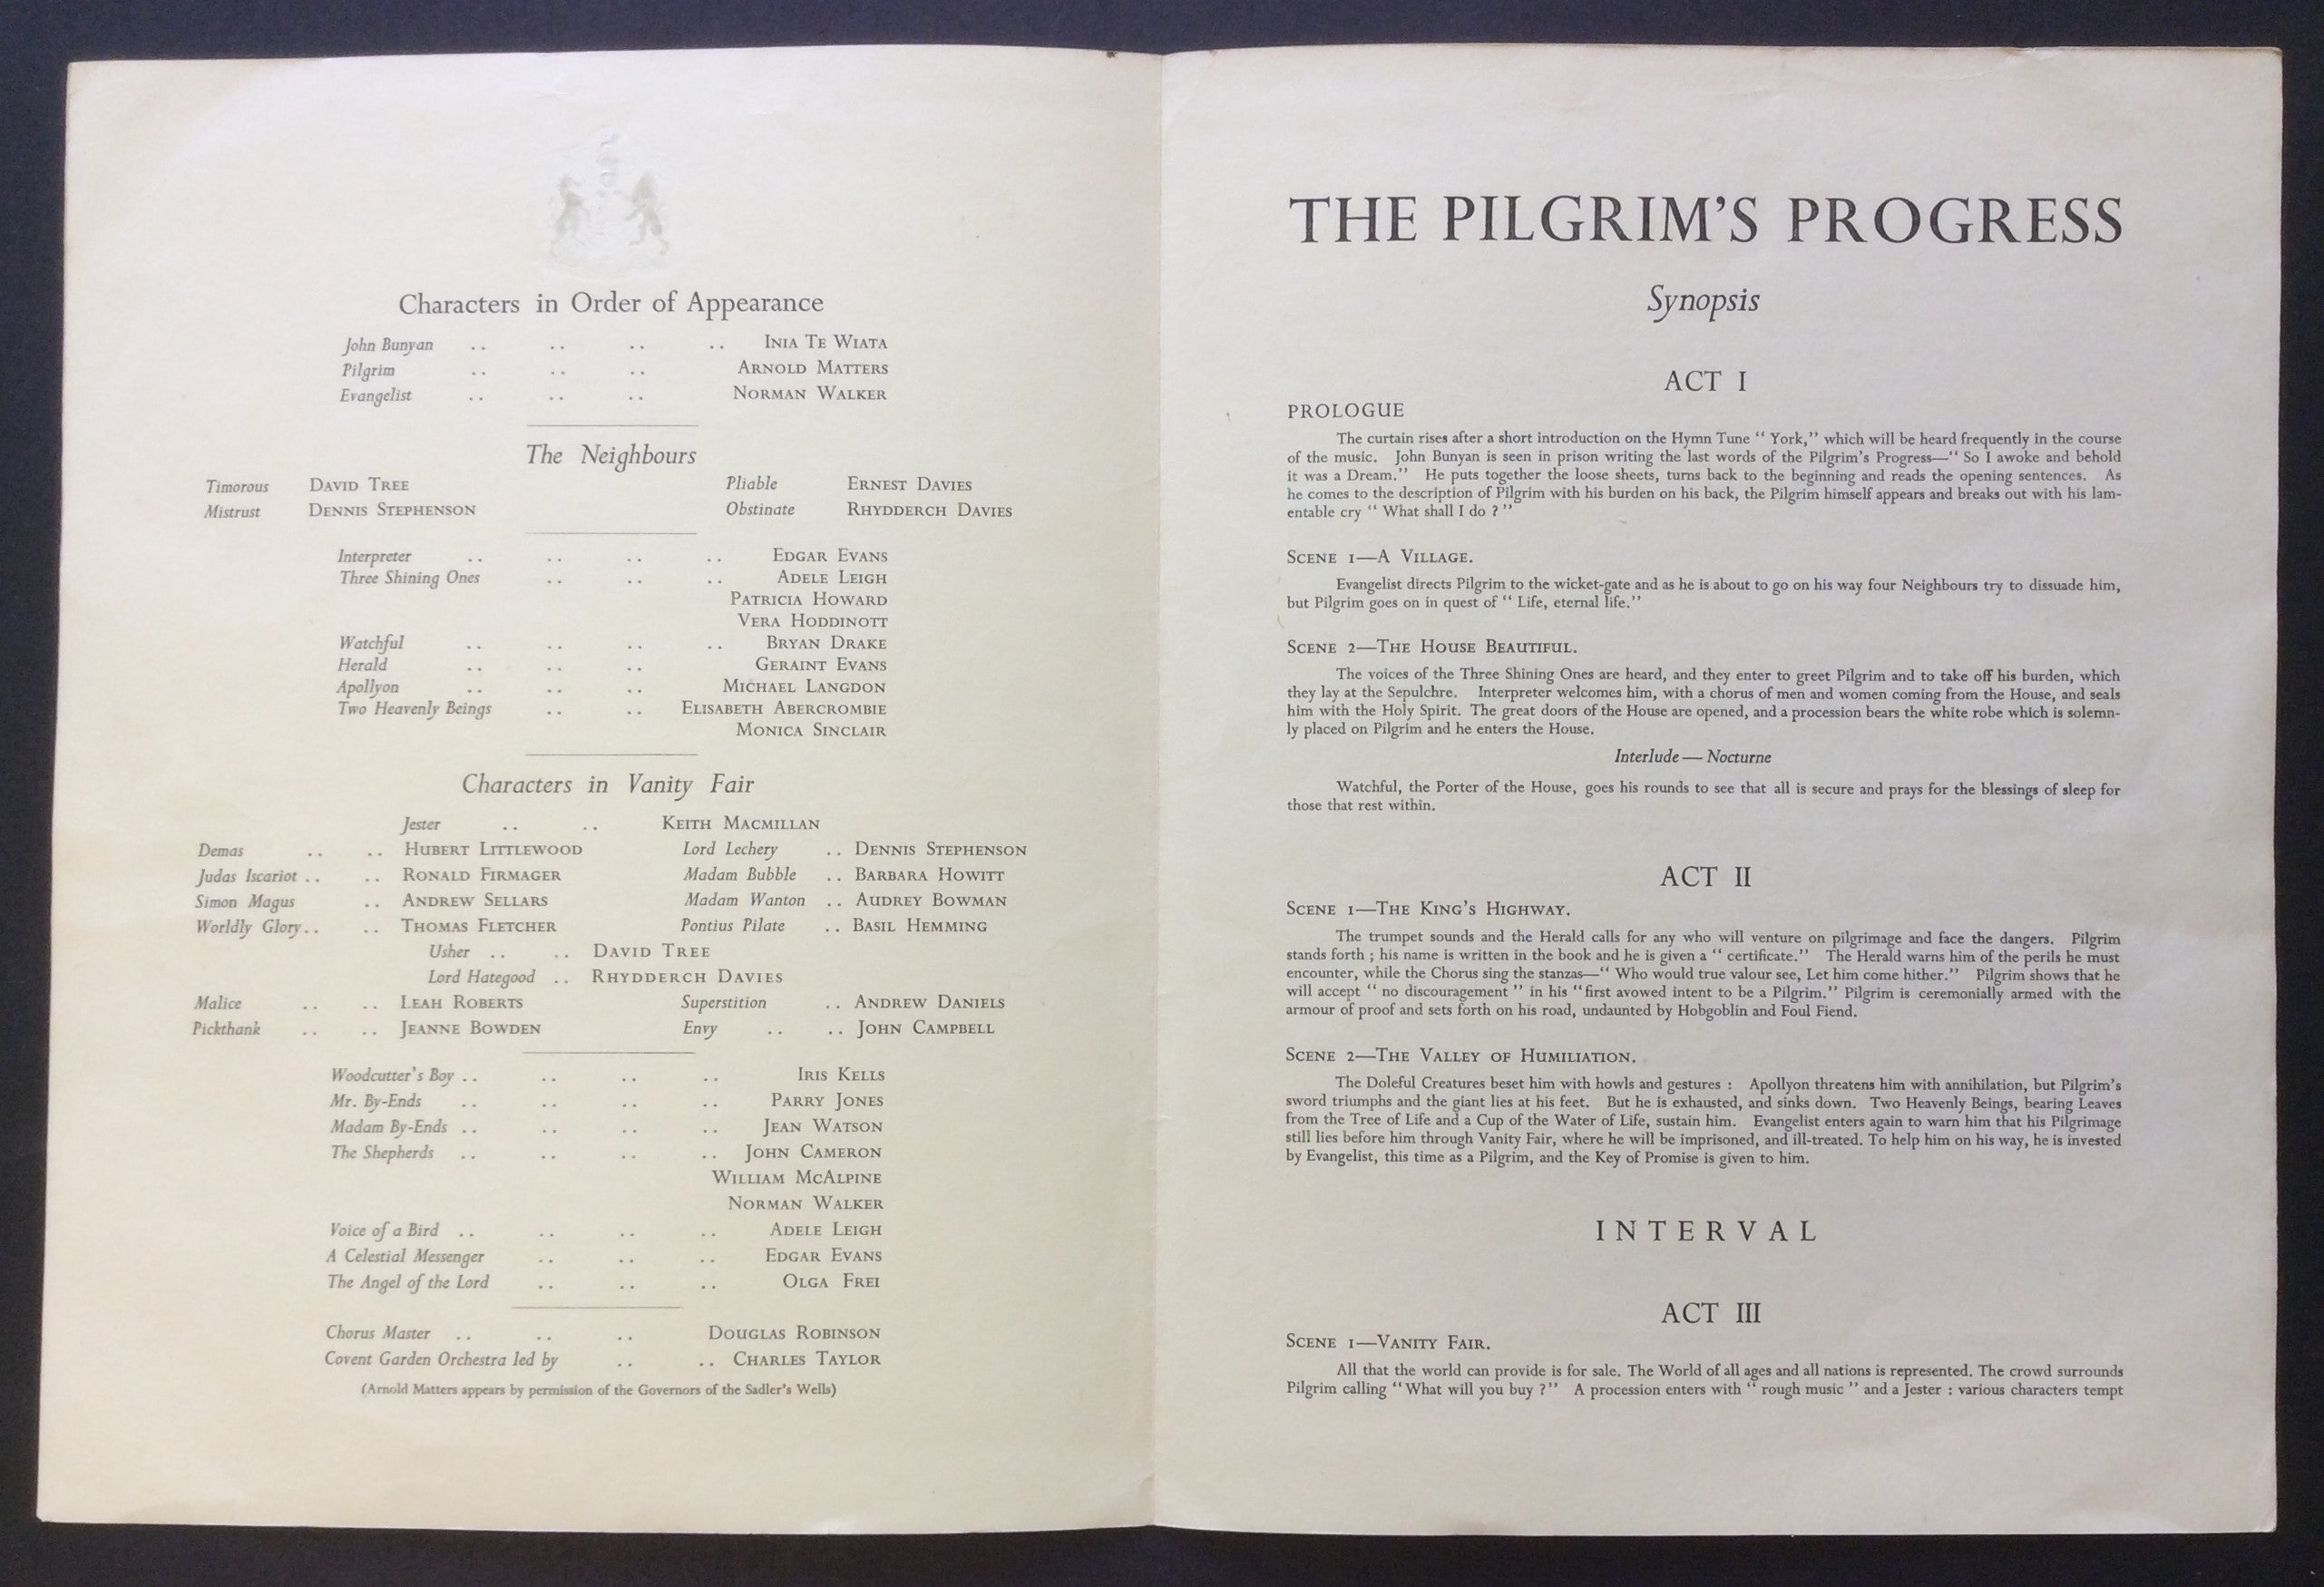 Characters in Order of Appearance
John Bunyan .. .. .. .. INIA TE WIATA
Pilgrim .. .. .. ARNOLD MATTERS
Evangelist .. .. .. NORMAN WALKER
The Neighbours
Timorous DAVID TREE Pliable ERNEST DAVIES
Mistrust DENNIS STEPHENSON Obstinate RHYDDERCH DAVIES
Interpreter .. .. .. .. EDGAR EVANS
Three Shining Ones .. .. .. ADELE LEIGH
PATRICIA HOWARD
VERA HODDINOTT
Watchful .. .. .. .. BRYAN DRAKE
Herald .. .. .. GERAINT EVANS
Apollyon .. .. .. MICHAEL LANGDON
Two Heavenly Beings .. .. ELISABETH ABERCROMBIE
MONICA SINCLAIR
Characters in Vanity Fair
Jester .. .. KEITH MACMILLAN
Demas .. .. HUBERT LITTLEWOOD Lord Lechery .. DENNIS STEPHENSON
Judas Iscariot .. .. RONALD FIRMAGER Madam Bubble .. BARBARA HOWITT
Simon Magus .. ANDREW SELLARS Madam Wanton .. AUDREY BOWMAN
Worldly Glory .. .. THOMAS FLETCHER Pontius Pilate .. BASIL HEMMING
Usher .. .. DAVID TREE
Lord Hategood .. RHYDDERCH DAVIES
Malice .. .. LEAH ROBERTS Superstition .. ANDREW DANIELS
Pickthank .. .. JEANNE BOWDEN Envy .. .. JOHN CAMPBELL
Woodcutter's Boy .. .. .. .. IRIS KELLS
Mr. By-Ends .. .. .. .. PARRY JONES
Madam By-Ends .. .. .. .. JEAN WATSON
The Shepherds .. .. .. .. JOHN CAMERON
WILLIAM MCALPINE
NORMAN WALKER
Voice of a Bird .. .. .. .. ADELE LEIGH
A Celestial Messenger .. .. .. EDGAR EVANS
The Angel of the Lord .. .. .. OLGA FREI
Chorus Master .. .. .. DOUGLAS ROBINSON
Covent Garden Orchestra led by .. .. CHARLES TAYLOR
(Arnold Matters appears by permission of the Governors of the Sadler's Wells)
THE PILGRIM'S PROGRESS
Synopsis
ACT I
PROLOGUE
The curtain rises after a short introduction on the Hymn Tune "York," which will be heard frequently in the course
of the music. John Bunyan is seen in prison writing the last words of the Pilgrim's Progress—"So I awoke and behold
it was a Dream." He puts together the loose sheets, turns back to the beginning and reads the opening sentences. As
he comes to the description of Pilgrim with his burden on his back, the Pilgrim himself appears and breaks out with his lam-
entable cry "What shall I do ?"
SCENE 1—A VILLAGE.
Evangelist directs Pilgrim to the wicket-gate and as he is about to go on his way four Neighbours try to dissuade him,
but Pilgrim goes on in quest of "Life, eternal life."
SCENE 2—THE HOUSE BEAUTIFUL.
The voices of the Three Shining Ones are heard, and they enter to greet Pilgrim and to take off his burden, which
they lay at the Sepulchre. Interpreter welcomes him, with a chorus of men and women coming from the House, and seals
him with the Holy Spirit. The great doors of the House are opened, and a procession bears the white robe which is solemn-
ly placed on Pilgrim and he enters the House.
Interlude — Nocturne
Watchful, the Porter of the House, goes his rounds to see that all is secure and prays for the blessings of sleep for
those that rest within.
ACT II
SCENE 1—THE KING'S HIGHWAY.
The trumpet sounds and the Herald calls for any who will venture on pilgrimage and face the dangers. Pilgrim
stands forth ; his name is written in the book and he is given a "certificate." The Herald warns him of the perils he must
encounter, while the Chorus sing the stanzas—"Who would true valour see, Let him come hither." Pilgrim shows that he
will accept "no discouragement" in his "first avowed intent to be a Pilgrim." Pilgrim is ceremonially armed with the
armour of proof and sets forth on his road, undaunted by Hobgoblin and Foul Fiend.
SCENE 2—THE VALLEY OF HUMILIATION.
The Doleful Creatures beset him with howls and gestures : Apollyon threatens him with annihilation, but Pilgrim's
sword triumphs and the giant lies at his feet. But he is exhausted, and sinks down. Two Heavenly Beings, bearing Leaves
from the Tree of Life and a Cup of the Water of Life, sustain him. Evangelist enters again to warn him that his Pilgrimage
still lies before him through Vanity Fair, where he will be imprisoned, and ill-treated. To help him on his way, he is invested
by Evangelist, this time as a Pilgrim, and the Key of Promise is given to him.
INTERVAL
ACT III
SCENE 1—VANITY FAIR.
All that the world can provide is for sale. The World of all ages and all nations is represented. The crowd surrounds
Pilgrim calling "What will you buy ?" A procession enters with "rough music" and a Jester : various characters tempt